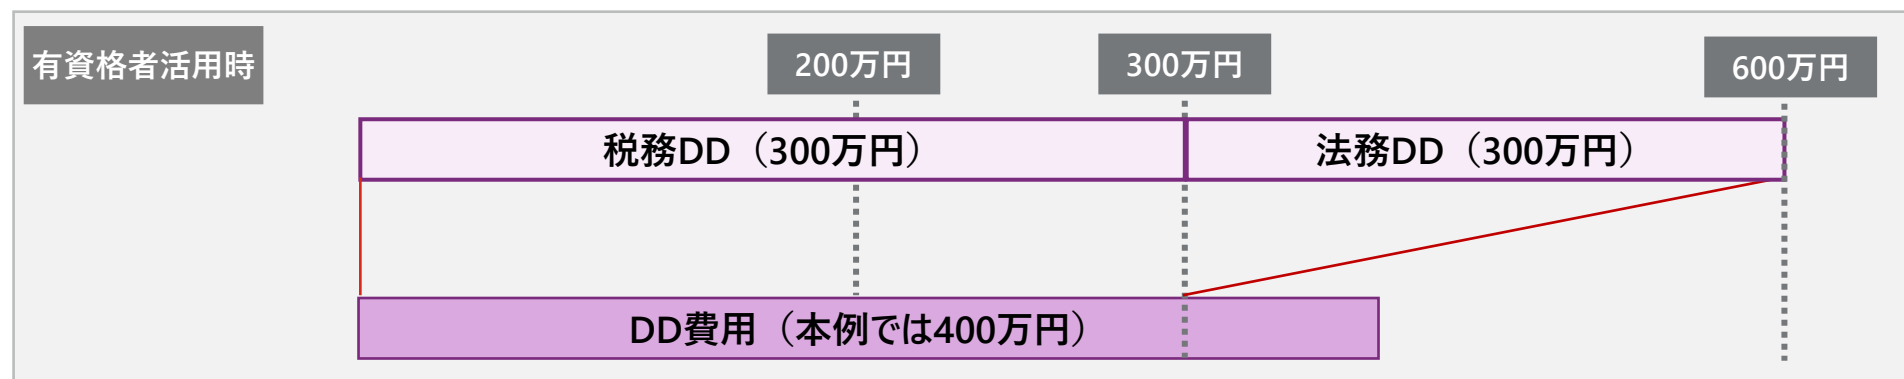 有資格者活用時
200万円
300万円
600万円
税務DD（300万円）
法務DD（300万円）
DD費用（本例では400万円）